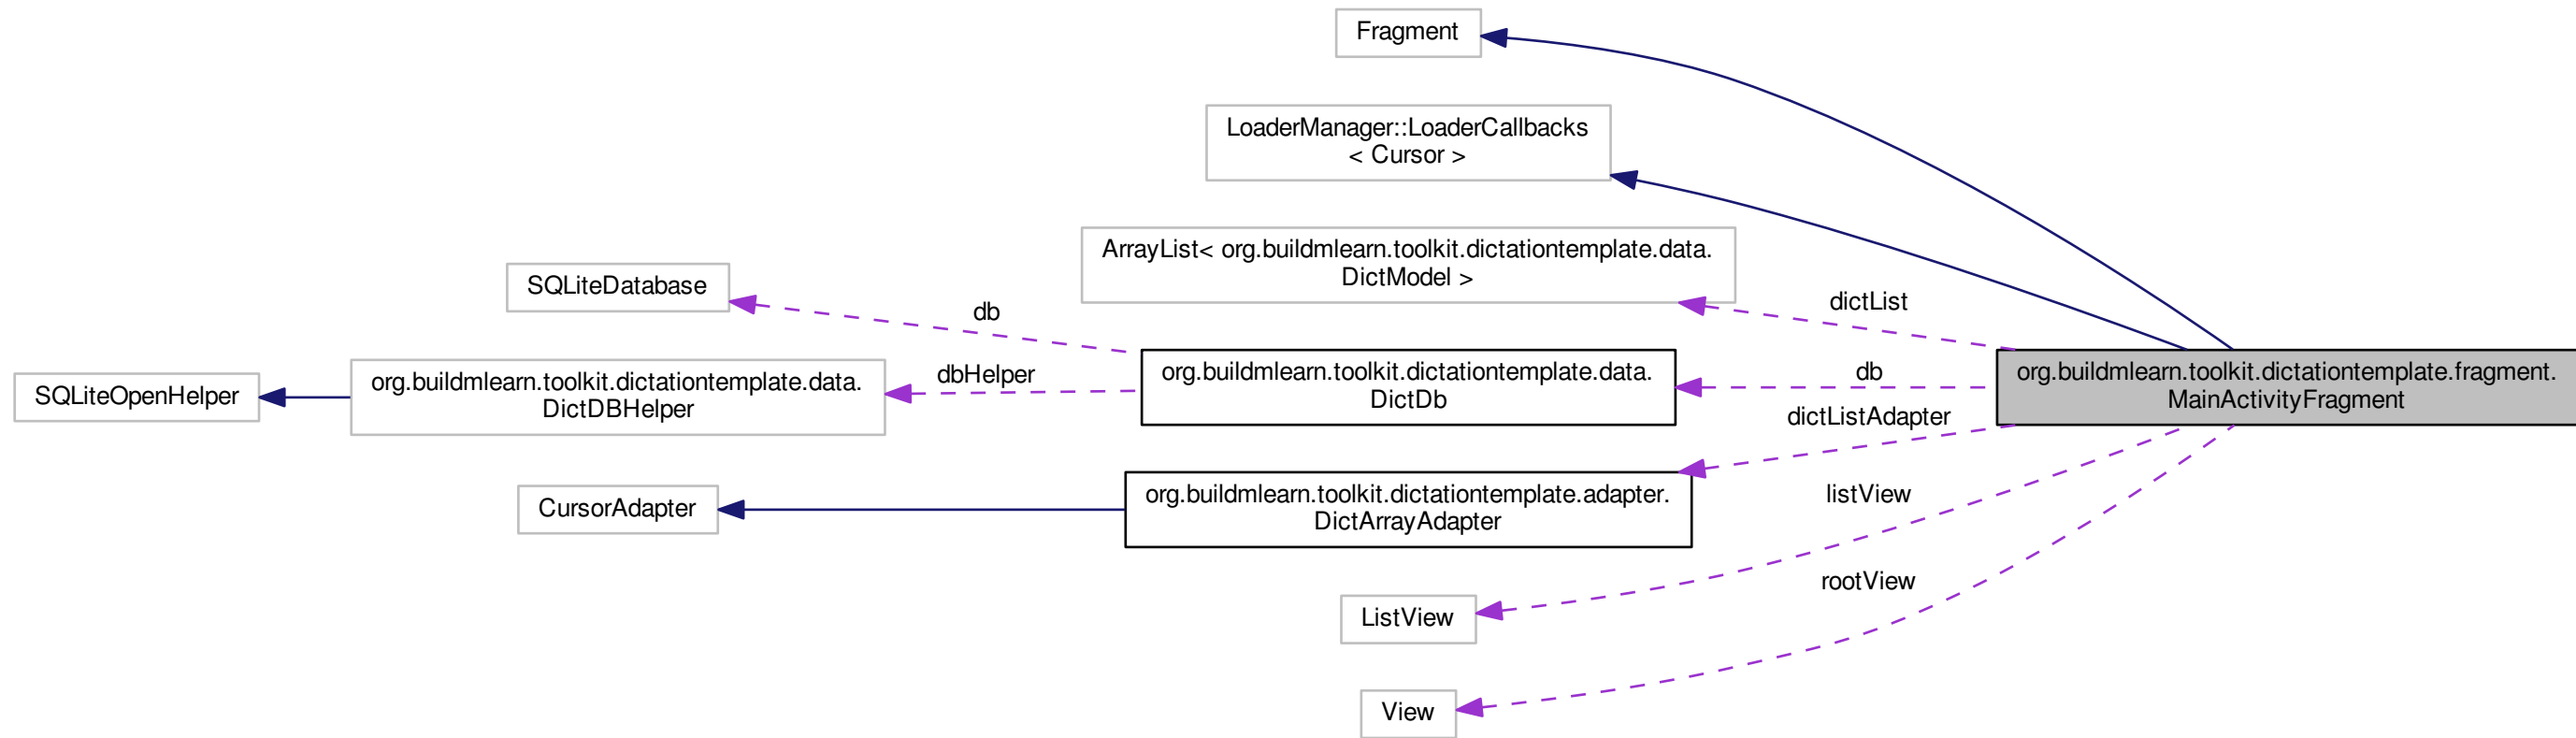 Fragment
LoaderManager::LoaderCallbacks
< Cursor >
ArrayList< org.buildmlearn.toolkit.dictationtemplate.data.
DictModel >
dictList
SQLiteDatabase
db
SQLiteOpenHelper
org.buildmlearn.toolkit.dictationtemplate.data.
DictDBHelper
dbHelper
org.buildmlearn.toolkit.dictationtemplate.data.
DictDb
db
org.buildmlearn.toolkit.dictationtemplate.fragment.
MainActivityFragment
dictListAdapter
CursorAdapter
org.buildmlearn.toolkit.dictationtemplate.adapter.
DictArrayAdapter
listView
rootView
ListView
View